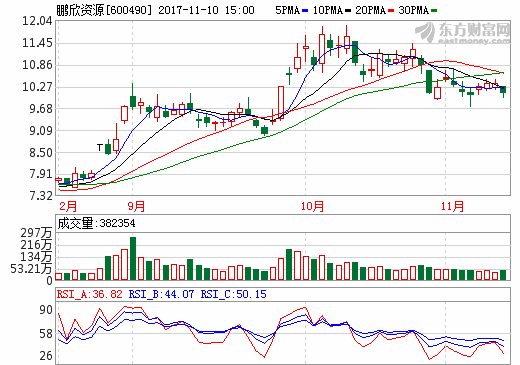 鹏欣资源[600490] 2017-11-10 15:00 5PMA 10PMA 20PMA 30PMA
东方财富网
eastmoney.com
12.04
11.45
10.86
10.27
9.68
9.09
8.50
7.91
7.32
2月 9月 10月 11月
成交量:382354
297万
216万
134万
53.21万
0
RSI_A:36.82 RSI_B:44.07 RSI_C:50.15
90
58
26